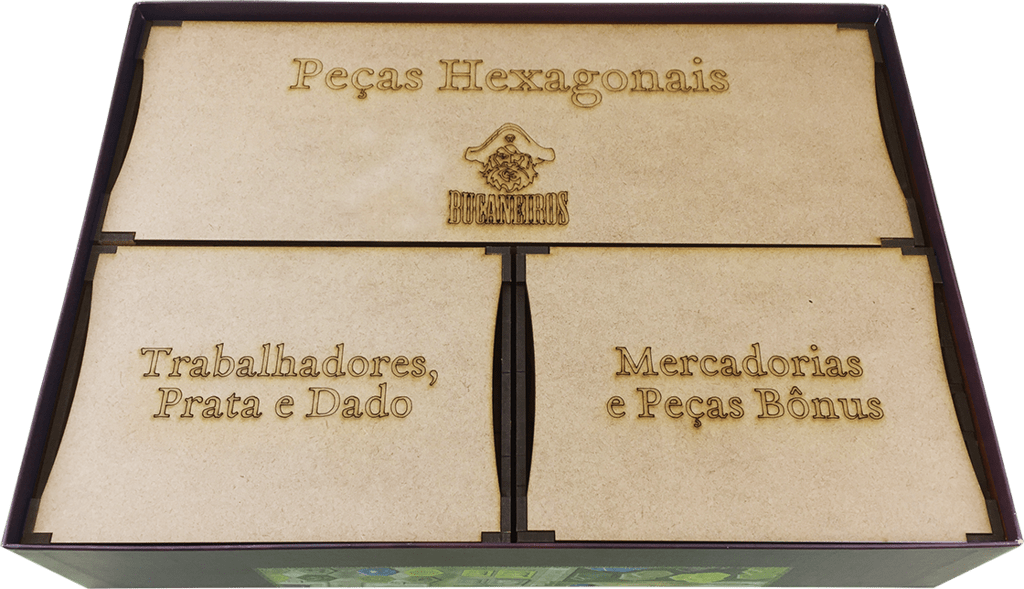 Peças Hexagonais
BUCANEIROS
Trabalhadores,
Prata e Dado
Mercadorias
e Peças Bônus